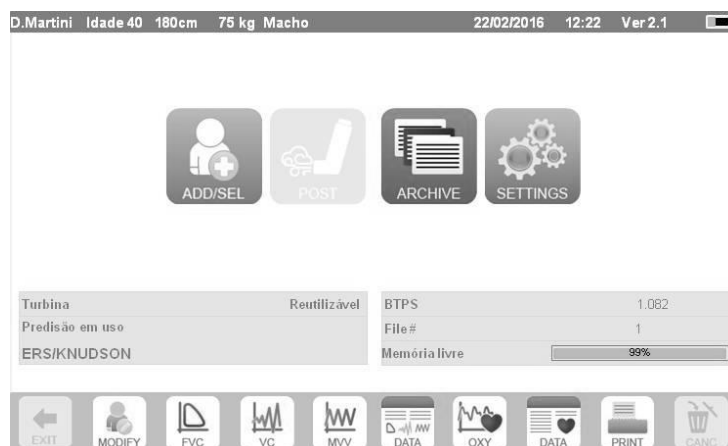 D.Martini Idade 40 180cm 75 kg Macho 22/02/2016 12:22 Ver 2.1
ADD/SEL POST ARCHIVE SETTINGS
Turbina Reutilizável
Predisão em uso
ERS/KNUDSON
BTPS 1.082
File# 1
Memória livre 99%
EXIT MODIFY FVC VC MVV DATA OXY DATA PRINT CANC